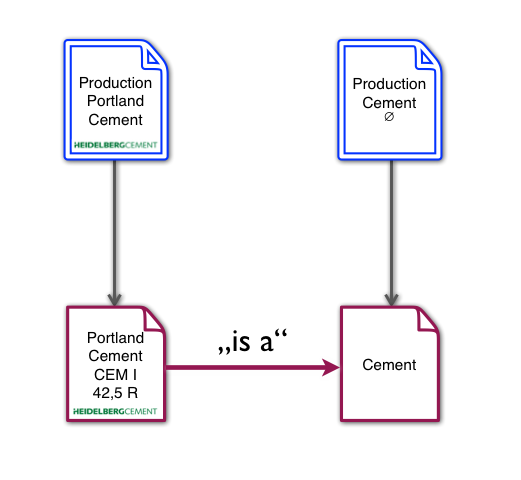 Production
Portland
Cement
HEIDELBERGCEMENT
Production
Cement
∅
Portland
Cement
CEM I
42,5 R
HEIDELBERGCEMENT
„is a“
Cement